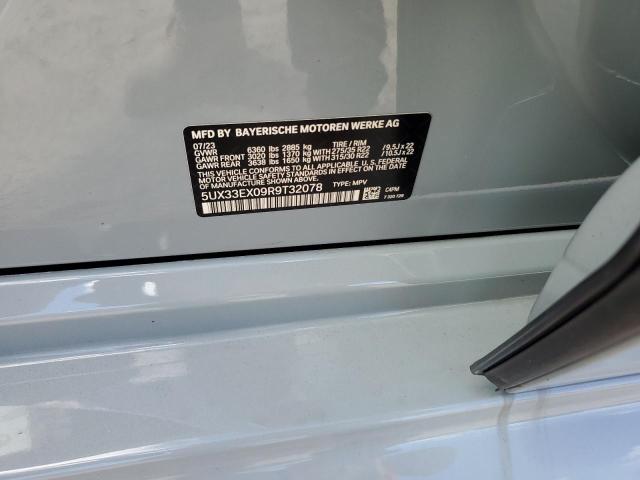 MFD BY BAYERISCHE MOTOREN WERKE AG
07/23 TIRE / RIM
GVWR 6360 lbs 2885 kg
GAWR FRONT 3020 lbs 1370 kg WITH 275/35 R22 /9.5J x 22
GAWR REAR 3638 lbs 1650 kg WITH 315/30 R22 /10.5J x 22
THIS VEHICLE CONFORMS TO ALL APPLICABLE U.S. FEDERAL
MOTOR VEHICLE SAFETY STANDARDS IN EFFECT ON THE DATE
OF MANUFACTURE SHOWN ABOVE.
5UX33EX09R9T32078 TYPE: MPV C4PM